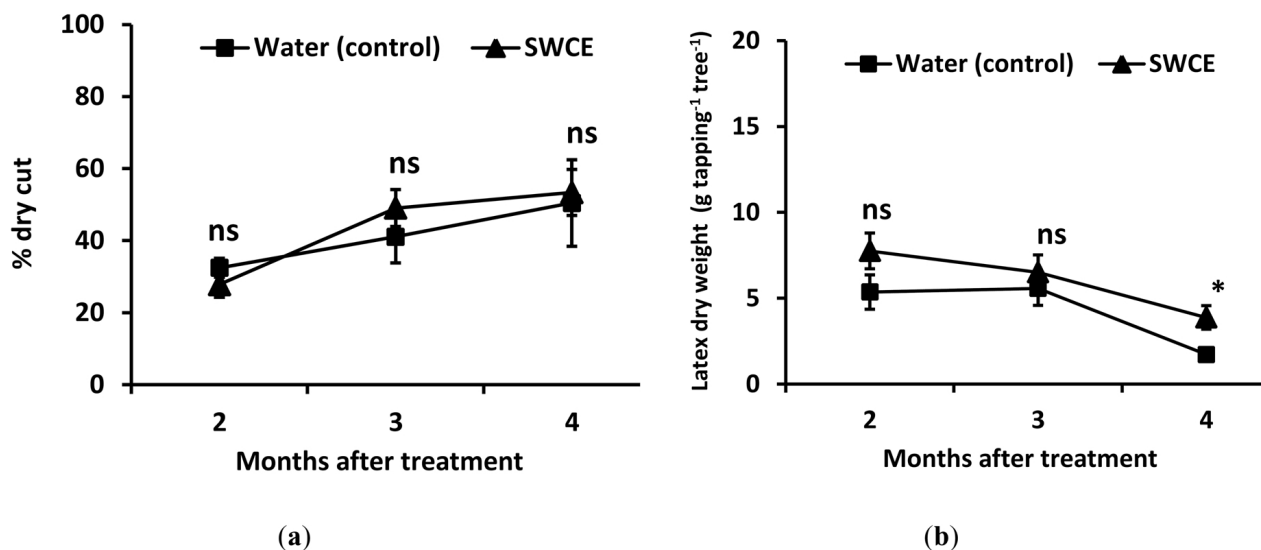 100
80
60
40
20
0
% dry cut
Water (control) SWCE
ns
ns
ns
2 3 4
Months after treatment
(a)
20
15
10
5
0
Latex dry weight (g tapping⁻¹ tree⁻¹)
Water (control) SWCE
ns
ns
*
2 3 4
Months after treatment
(b)